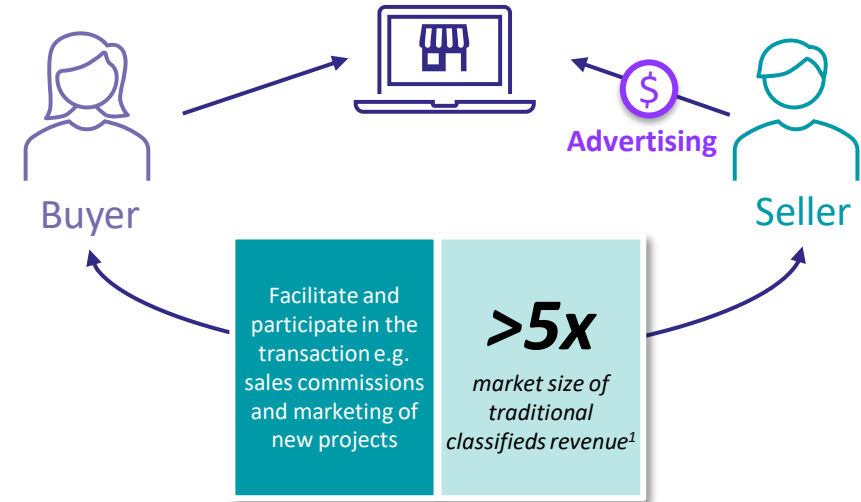 $
Advertising
Buyer
Seller
Facilitate and
participate in the
transaction e.g.
sales commissions
and marketing of
new projects
>5x
market size of
traditional
classifieds revenue1